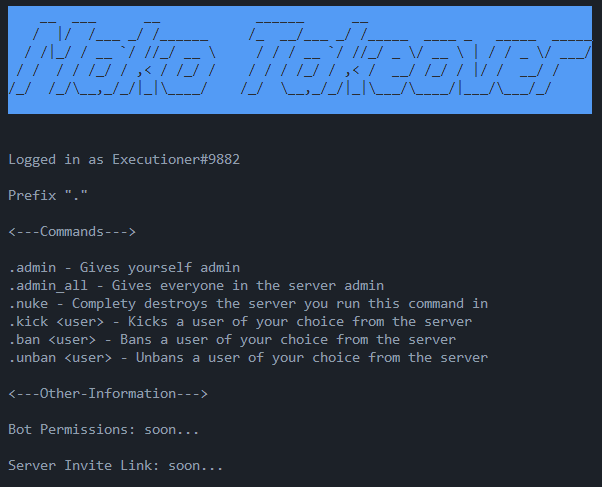 Mako Takeover
Logged in as Executioner#9882
Prefix "."
<---Commands--->
.admin - Gives yourself admin
.admin_all - Gives everyone in the server admin
.nuke - Complety destroys the server you run this command in
.kick <user> - Kicks a user of your choice from the server
.ban <user> - Bans a user of your choice from the server
.unban <user> - Unbans a user of your choice from the server
<---Other-Information--->
Bot Permissions: soon...
Server Invite Link: soon...